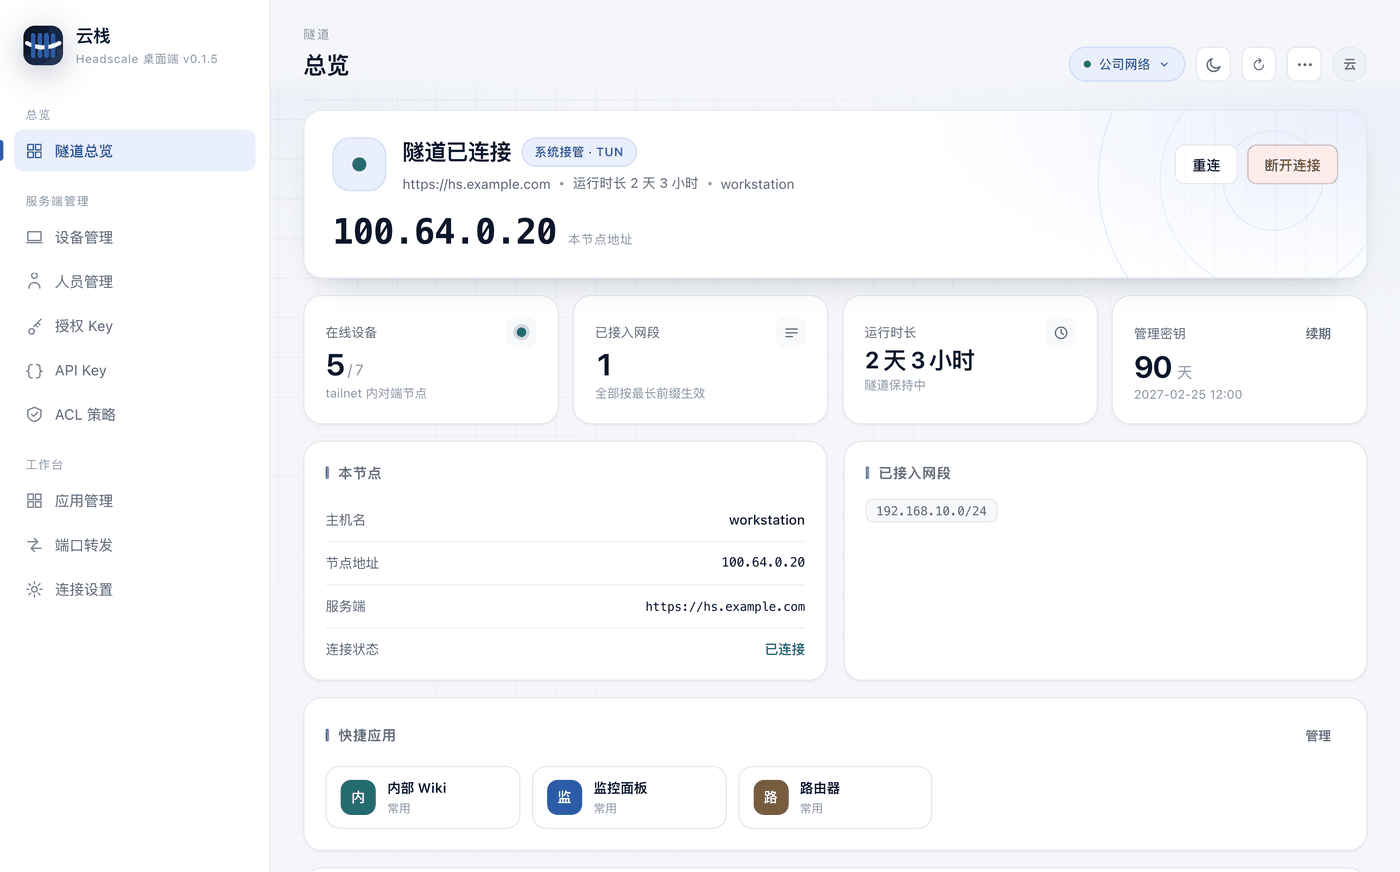 云栈
Headscale 桌面端 v0.1.5
总览
隧道总览
服务端管理
设备管理
人员管理
授权 Key
API Key
ACL 策略
工作台
应用管理
端口转发
连接设置
隧道
总览
公司网络
云
隧道已连接
系统接管 · TUN
https://hs.example.com • 运行时长 2 天 3 小时 • workstation
重连
断开连接
100.64.0.20 本节点地址
在线设备
5 / 7
tailnet 内对端节点
已接入网段
1
全部按最长前缀生效
运行时长
2 天 3 小时
隧道保持中
管理密钥
续期
90 天
2027-02-25 12:00
本节点
主机名 workstation
节点地址 100.64.0.20
服务端 https://hs.example.com
连接状态 已连接
已接入网段
192.168.10.0/24
快捷应用
管理
内
内部 Wiki
常用
监
监控面板
常用
路
路由器
常用